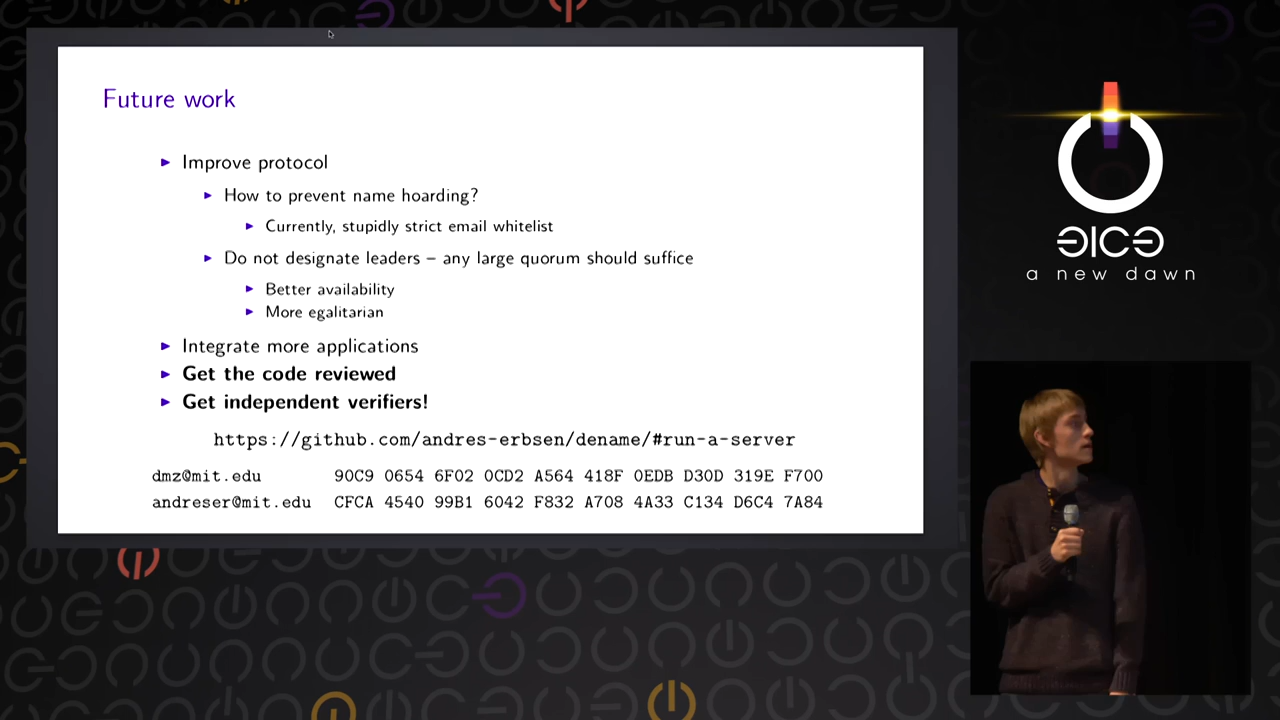 Future work
Improve protocol
How to prevent name hoarding?
Currently, stupidly strict email whitelist
Do not designate leaders – any large quorum should suffice
Better availability
More egalitarian
Integrate more applications
Get the code reviewed
Get independent verifiers!
https://github.com/andres-erbsen/dename/#run-a-server
dmz@mit.edu 90C9 0654 6F02 0CD2 A564 418F 0EDB D30D 319E F700
andreser@mit.edu CFCA 4540 99B1 6042 F832 A708 4A33 C134 D6C4 7A84
a new dawn